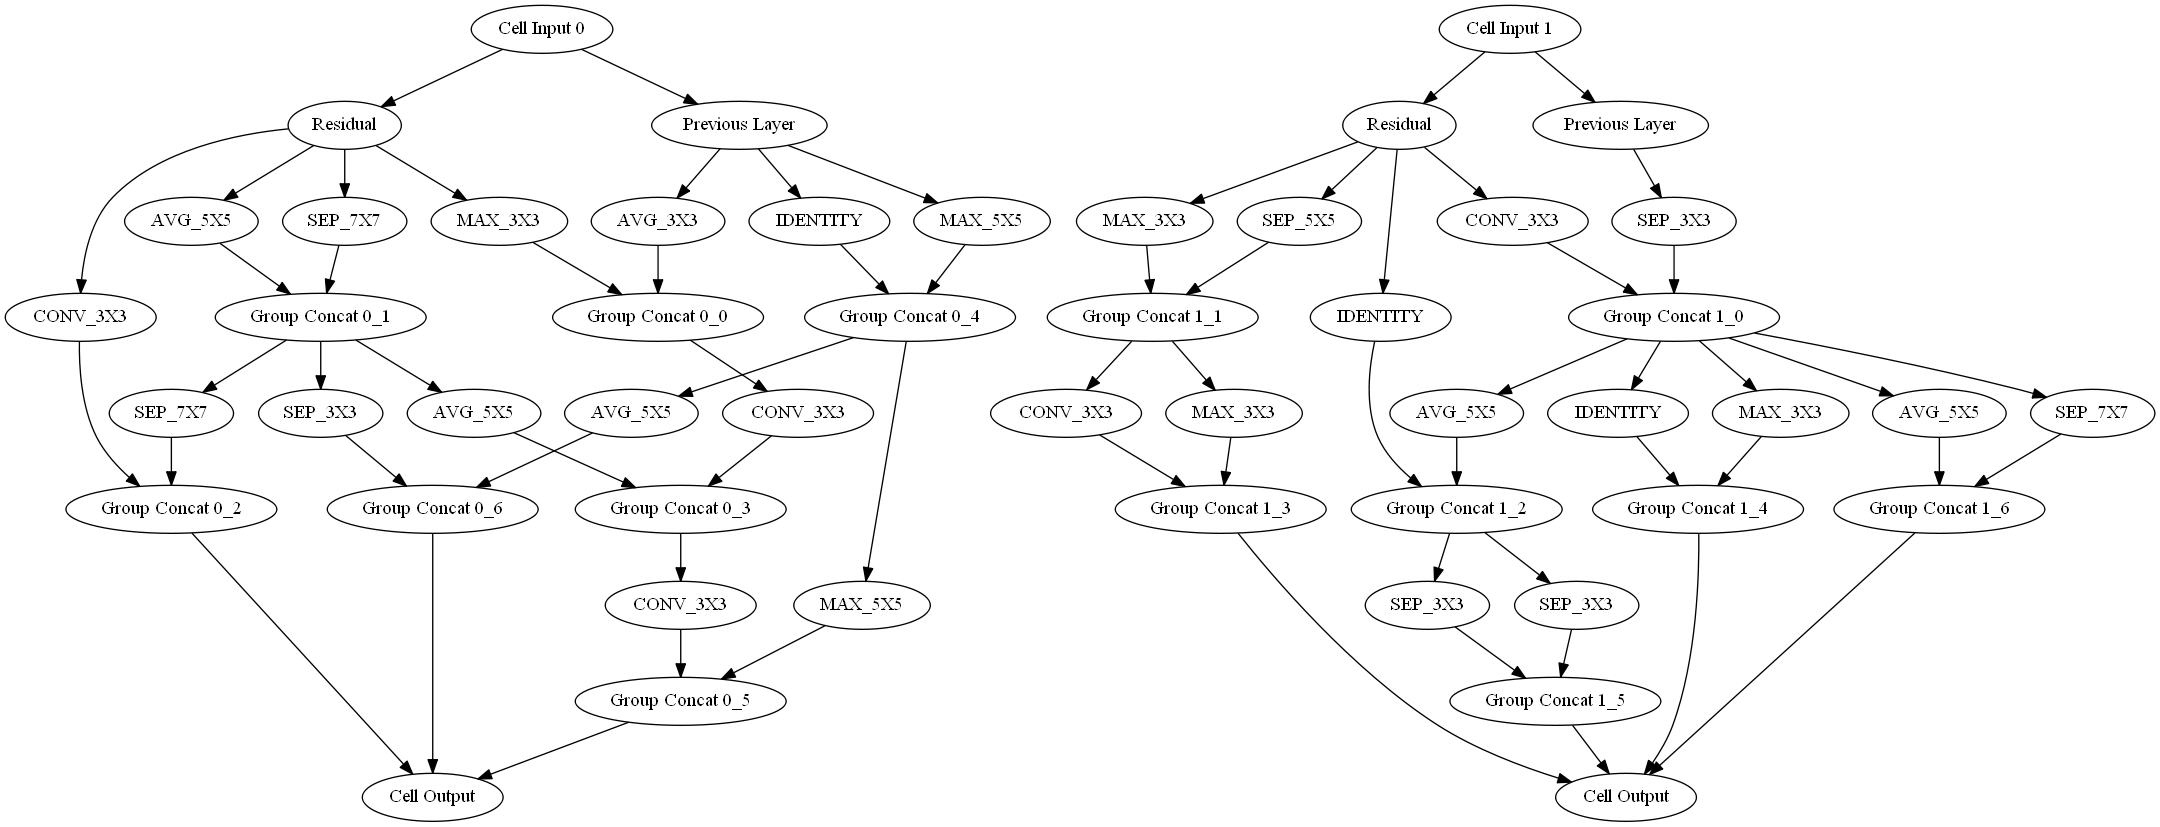 Cell Input 0
Cell Input 1
Residual
Previous Layer
Residual
Previous Layer
AVG_5X5
SEP_7X7
MAX_3X3
AVG_3X3
IDENTITY
MAX_5X5
MAX_3X3
SEP_5X5
CONV_3X3
SEP_3X3
CONV_3X3
Group Concat 0_1
Group Concat 0_0
Group Concat 0_4
Group Concat 1_1
IDENTITY
Group Concat 1_0
SEP_7X7
SEP_3X3
AVG_5X5
AVG_5X5
CONV_3X3
CONV_3X3
MAX_3X3
AVG_5X5
IDENTITY
MAX_3X3
AVG_5X5
SEP_7X7
Group Concat 0_2
Group Concat 0_6
Group Concat 0_3
Group Concat 1_3
Group Concat 1_2
Group Concat 1_4
Group Concat 1_6
CONV_3X3
MAX_5X5
SEP_3X3
SEP_3X3
Group Concat 0_5
Group Concat 1_5
Cell Output
Cell Output